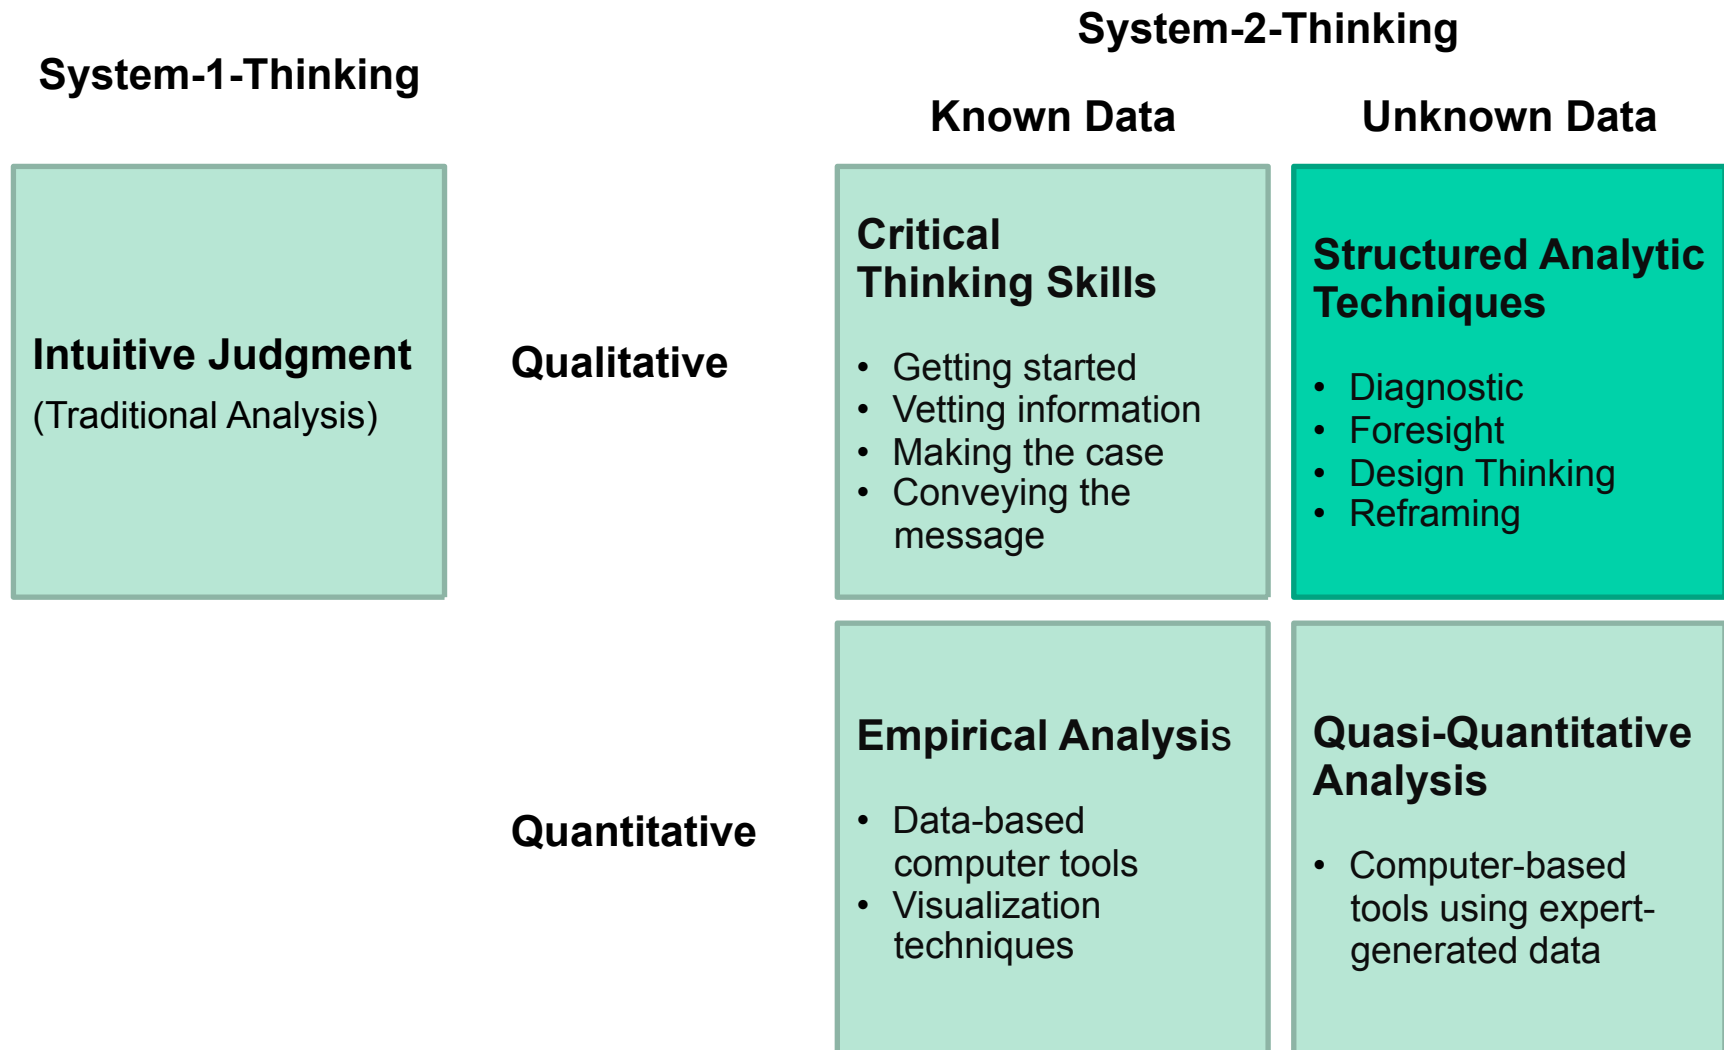 System-1-Thinking
System-2-Thinking
Known Data
Unknown Data
Intuitive Judgment
(Traditional Analysis)
Qualitative
Critical
Thinking Skills
• Getting started
• Vetting information
• Making the case
• Conveying the
message
Structured Analytic
Techniques
• Diagnostic
• Foresight
• Design Thinking
• Reframing
Quantitative
Empirical Analysis
• Data-based
computer tools
• Visualization
techniques
Quasi-Quantitative
Analysis
• Computer-based
tools using expert-
generated data